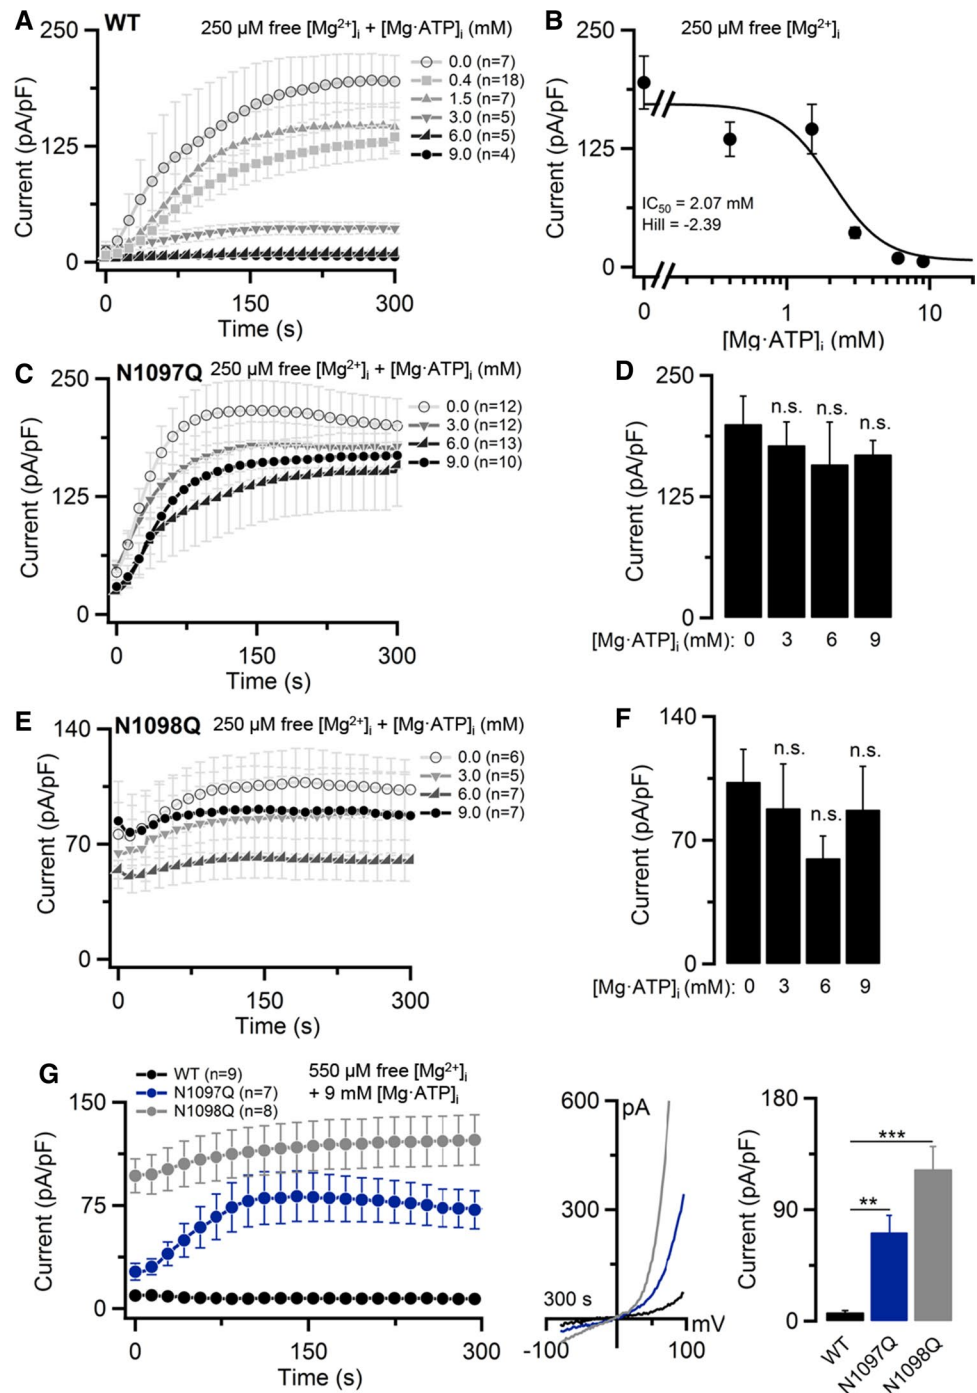 A
WT
250 µM free [Mg²⁺]ᵢ + [Mg·ATP]ᵢ (mM)
250
125
0
Current (pA/pF)
0.0 (n=7)
0.4 (n=18)
1.5 (n=7)
3.0 (n=5)
6.0 (n=5)
9.0 (n=4)
0
150
300
Time (s)
B
250 µM free [Mg²⁺]ᵢ
250
125
0
Current (pA/pF)
IC₅₀ = 2.07 mM
Hill = -2.39
0
1
10
[Mg·ATP]ᵢ (mM)
C
N1097Q
250 µM free [Mg²⁺]ᵢ + [Mg·ATP]ᵢ (mM)
250
125
0
Current (pA/pF)
0.0 (n=12)
3.0 (n=12)
6.0 (n=13)
9.0 (n=10)
0
150
300
Time (s)
D
250
125
0
Current (pA/pF)
n.s.
n.s.
n.s.
[Mg·ATP]ᵢ (mM): 0 3 6 9
E
N1098Q
250 µM free [Mg²⁺]ᵢ + [Mg·ATP]ᵢ (mM)
140
70
0
Current (pA/pF)
0.0 (n=6)
3.0 (n=5)
6.0 (n=7)
9.0 (n=7)
0
150
300
Time (s)
F
140
70
0
Current (pA/pF)
n.s.
n.s.
n.s.
[Mg·ATP]ᵢ (mM): 0 3 6 9
G
WT (n=9)
N1097Q (n=7)
N1098Q (n=8)
550 µM free [Mg²⁺]ᵢ
+ 9 mM [Mg·ATP]ᵢ
150
75
0
Current (pA/pF)
0
150
300
Time (s)
600
pA
300
300 s
mV
-100
100
180
90
0
Current (pA/pF)
***
**
WT
N1097Q
N1098Q